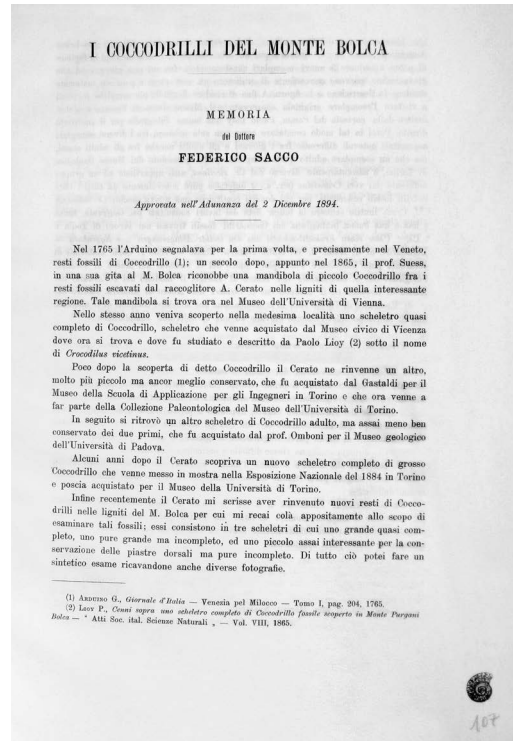 I COCCODRILLI DEL MONTE BOLCA
MEMORIA
del Dottore
FEDERICO SACCO
Approvata nell'Adunanza del 2 Dicembre 1894.
Nel 1765 l'Arduino segnalava per la prima volta, e precisamente nel Veneto,
resti fossili di Coccodrillo (1); un secolo dopo, appunto nel 1865, il prof. Suess,
in una sua gita al M. Bolca riconobbe una mandibola di piccolo Coccodrillo fra i
resti fossili escavati dal raccoglitore A. Cerato nelle ligniti di quella interessante
regione. Tale mandibola si trova ora nel Museo dell'Università di Vienna.
Nello stesso anno veniva scoperto nella medesima località uno scheletro quasi
completo di Coccodrillo, scheletro che venne acquistato dal Museo civico di Vicenza
dove ora si trova e dove fu studiato e descritto da Paolo Lioy (2) sotto il nome
di Crocodilus vicetinus.
Poco dopo la scoperta di detto Coccodrillo il Cerato ne rinvenne un altro,
molto più piccolo ma ancor meglio conservato, che fu acquistato dal Gastaldi per il
Museo della Scuola di Applicazione per gli Ingegneri in Torino e che ora venne a
far parte della Collezione Paleontologica del Museo dell'Università di Torino.
In seguito si ritrovò un altro scheletro di Coccodrillo adulto, ma assai meno ben
conservato dei due primi, che fu acquistato dal prof. Omboni per il Museo geologico
dell'Università di Padova.
Alcuni anni dopo il Cerato scopriva un nuovo scheletro completo di grosso
Coccodrillo che venne messo in mostra nella Esposizione Nazionale del 1884 in Torino
e poscia acquistato per il Museo della Università di Torino.
Infine recentemente il Cerato mi scrisse aver rinvenuto nuovi resti di Cocco-
drilli nelle ligniti del M. Bolca per cui mi recai colà appositamente allo scopo di
esaminare tali fossili; essi consistono in tre scheletri di cui uno grande quasi com-
pleto, uno pure grande ma incompleto, ed uno piccolo assai interessante per la con-
servazione delle piastre dorsali ma pure incompleto. Di tutto ciò potei fare un
sintetico esame ricavandone anche diverse fotografie.
(1) ARDUINO G., Giornale d'Italia — Venezia pel Milocco — Tomo I, pag. 204, 1765.
(2) LIOY P., Cenni sopra uno scheletro completo di Coccodrillo fossile scoperto in Monte Purgani
Bolca — " Atti Soc. ital. Scienze Naturali „ — Vol. VIII, 1865.
107